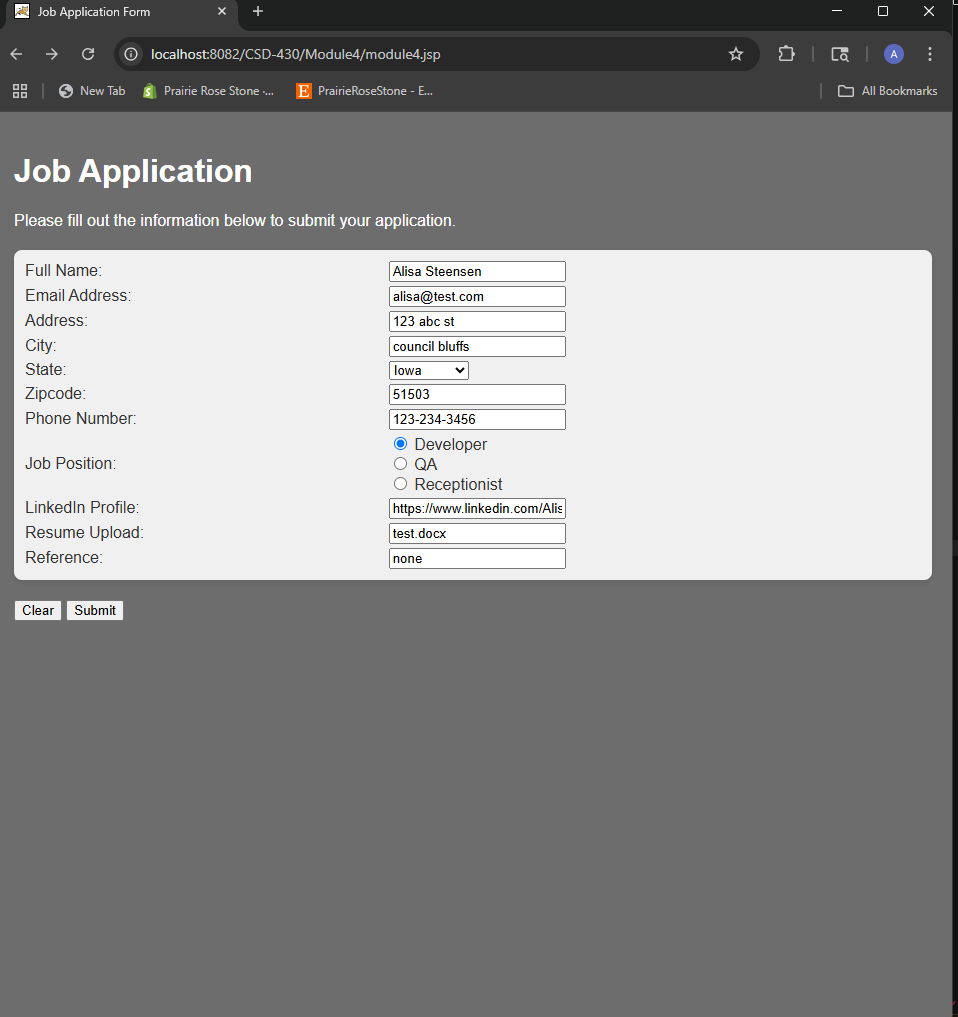 Job Application Form
localhost:8082/CSD-430/Module4/module4.jsp
A
New Tab
Prairie Rose Stone -...
E
PrairieRoseStone - E...
All Bookmarks
Job Application
Please fill out the information below to submit your application.
Full Name: Alisa Steensen
Email Address: alisa@test.com
Address: 123 abc st
City: council bluffs
State: Iowa
Zipcode: 51503
Phone Number: 123-234-3456
Developer
Job Position: QA
Receptionist
LinkedIn Profile: https://www.linkedin.com/Alis
Resume Upload: test.docx
Reference: none
Clear Submit